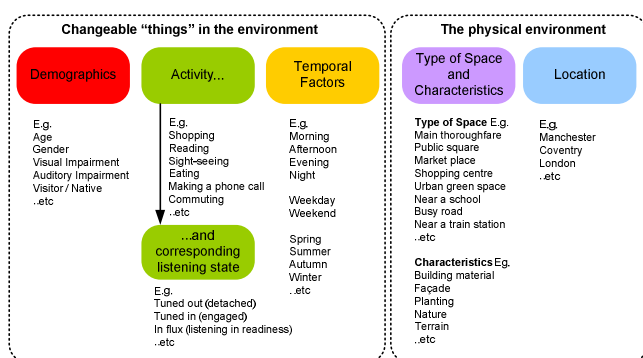 Changeable “things” in the environment
Demographics
E.g.
Age
Gender
Visual Impairment
Auditory Impairment
Visitor / Native
..etc
Activity...
E.g.
Shopping
Reading
Sight-seeing
Eating
Making a phone call
Commuting
..etc
...and
corresponding
listening state
E.g.
Tuned out (detached)
Tuned in (engaged)
In flux (listening in readiness)
..etc
Temporal
Factors
E.g.
Morning
Afternoon
Evening
Night
Weekday
Weekend
Spring
Summer
Autumn
Winter
..etc
The physical environment
Type of Space
and
Characteristics
Type of Space E.g.
Main thoroughfare
Public square
Market place
Shopping centre
Urban green space
Near a school
Busy road
Near a train station
..etc
Characteristics Eg.
Building material
Façade
Planting
Nature
Terrain
..etc
Location
E.g.
Manchester
Coventry
London
..etc